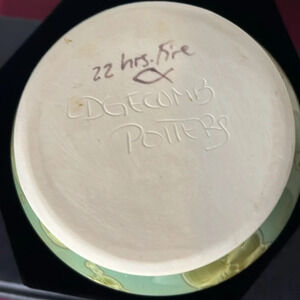 22 hrs. fire
EDGECOMB
POTTERS